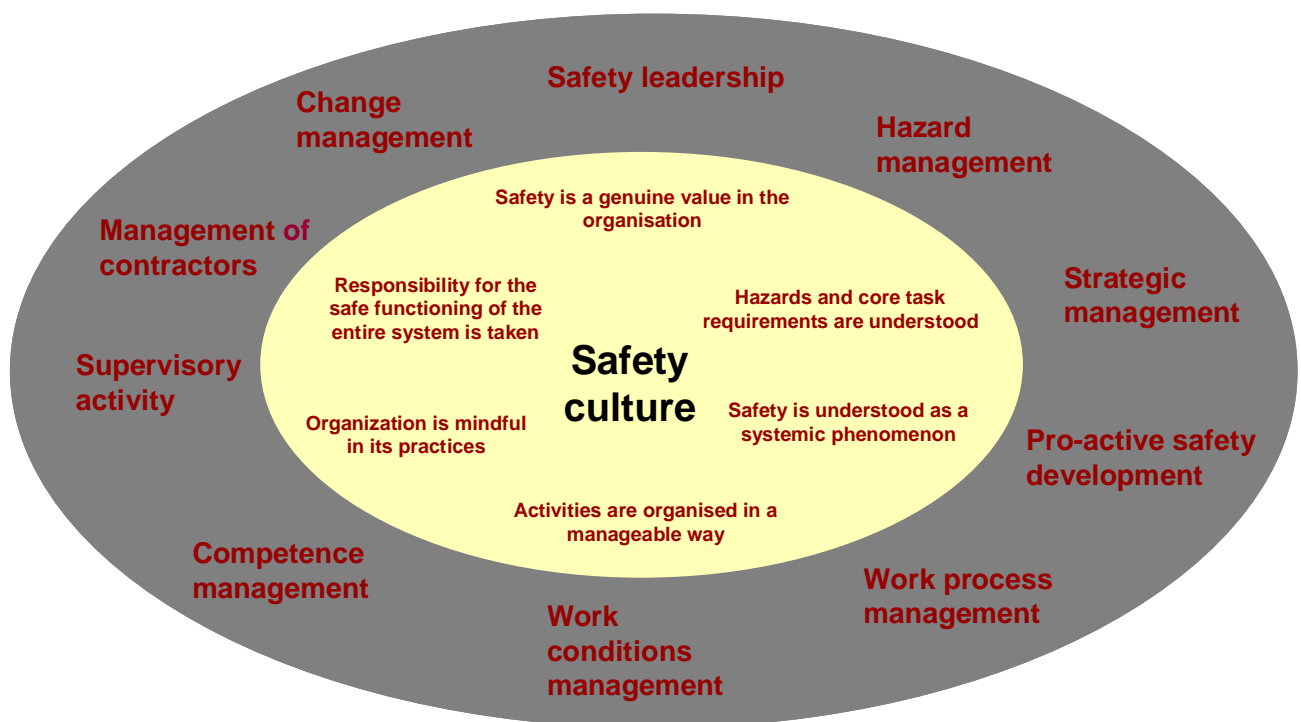 Safety leadership
Change
management
Hazard
management
Management of
contractors
Strategic
management
Supervisory
activity
Pro-active safety
development
Competence
management
Work process
management
Work
conditions
management
Safety is a genuine value in the
organisation
Responsibility for the
safe functioning of the
entire system is taken
Hazards and core task
requirements are understood
Safety
culture
Organization is mindful
in its practices
Safety is understood as a
systemic phenomenon
Activities are organised in a
manageable way